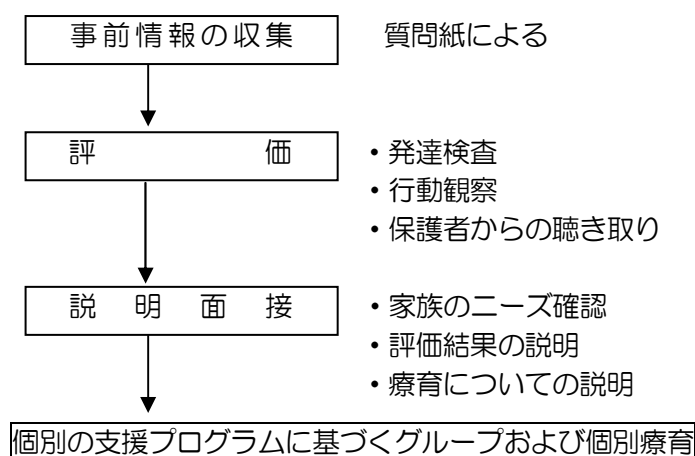 事前情報の収集 質問紙による
評価 ・発達検査
・行動観察
・保護者からの聴き取り
説明面接 ・家族のニーズ確認
・評価結果の説明
・療育についての説明
個別の支援プログラムに基づくグループおよび個別療育